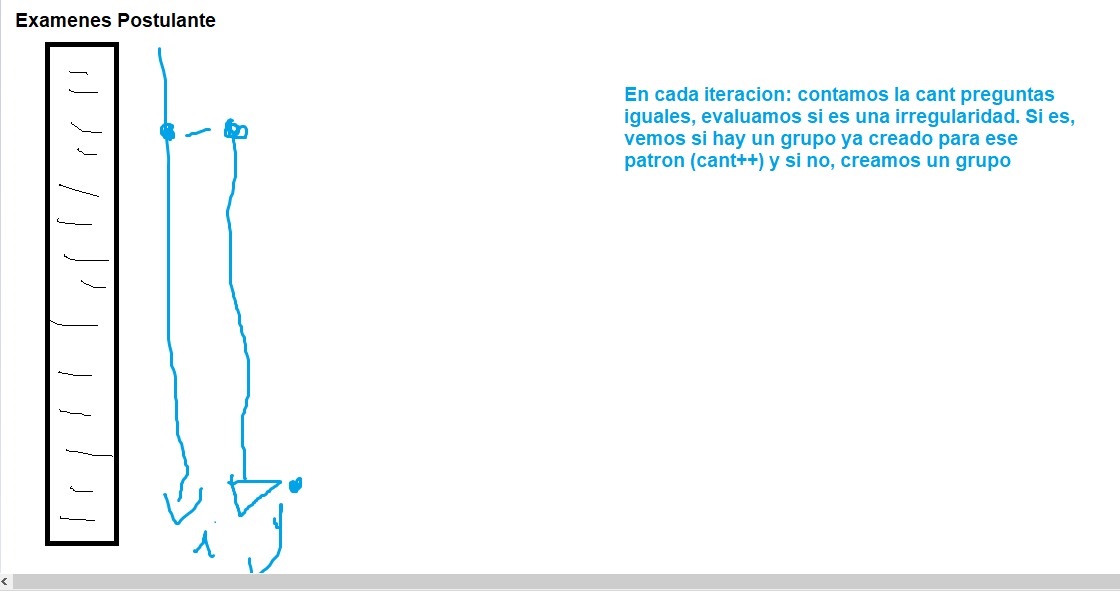 Examenes Postulante
En cada iteracion: contamos la cant preguntas
iguales, evaluamos si es una irregularidad. Si es,
vemos si hay un grupo ya creado para ese
patron (cant++) y si no, creamos un grupo
y